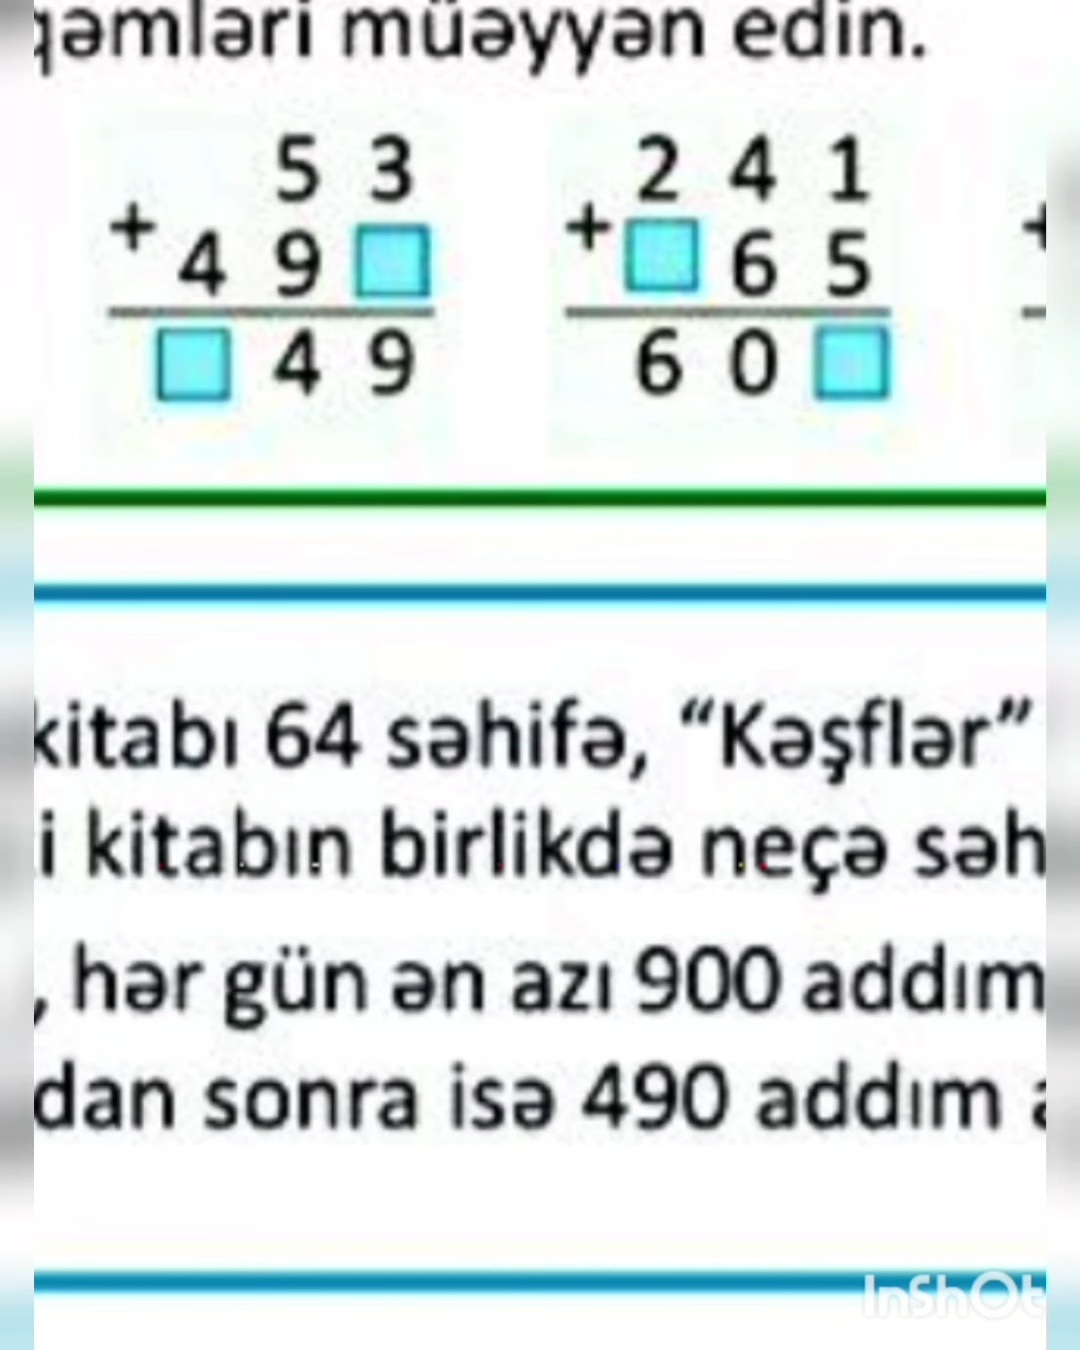 qəmləri müəyyən edin.
5 3 2 4 1
+ 4 9 □ + □ 6 5 +
□ 4 9 6 0 □
kitabı 64 səhifə, “Kəşflər”
i kitabın birlikdə neçə səh
, hər gün ən azı 900 addım
dan sonra isə 490 addım
InShOt